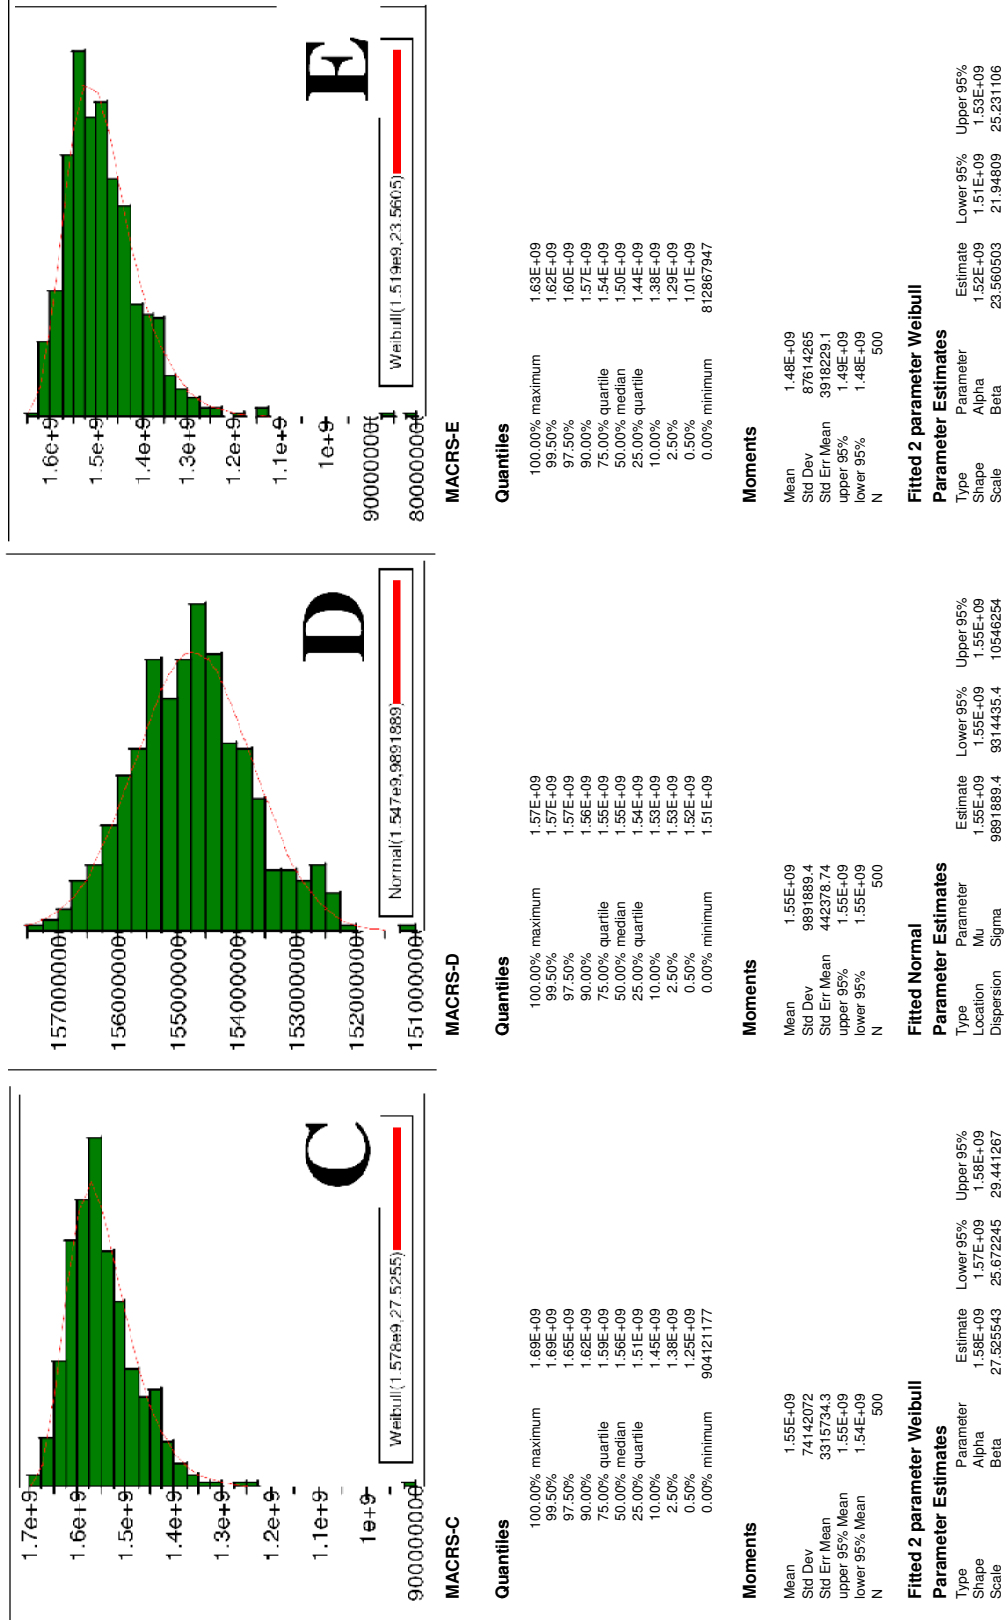 1.7e+9
1.6e+9
1.5e+9
1.4e+9
1.3e+9
1.2e+9
1.1e+9
1e+9
90000000
C
Weibull(1.578e9,27.5255)
MACRS-C
Quantiles
100.00% maximum 1.69E+09
99.50% 1.69E+09
97.50% 1.65E+09
90.00% 1.62E+09
75.00% quartile 1.59E+09
50.00% median 1.56E+09
25.00% quartile 1.51E+09
10.00% 1.45E+09
2.50% 1.38E+09
0.50% 1.25E+09
0.00% minimum 904121177
Moments
Mean 1.55E+09
Std Dev 74142072
Std Err Mean 3315734.3
upper 95% Mean 1.55E+09
lower 95% Mean 1.54E+09
N 500
Fitted 2 parameter Weibull
Parameter Estimates
Type Parameter Estimate Lower 95% Upper 95%
Shape Alpha 1.58E+09 1.57E+09 1.58E+09
Scale Beta 27.525543 25.672245 29.441267
157000000
156000000
155000000
154000000
153000000
152000000
151000000
D
Normal(1.547e9,9891889)
MACRS-D
Quantiles
100.00% maximum 1.57E+09
99.50% 1.57E+09
97.50% 1.57E+09
90.00% 1.56E+09
75.00% quartile 1.55E+09
50.00% median 1.55E+09
25.00% quartile 1.54E+09
10.00% 1.53E+09
2.50% 1.53E+09
0.50% 1.52E+09
0.00% minimum 1.51E+09
Moments
Mean 1.55E+09
Std Dev 9891889.4
Std Err Mean 442378.74
upper 95% 1.55E+09
lower 95% 1.55E+09
N 500
Fitted Normal
Parameter Estimates
Type Parameter Estimate Lower 95% Upper 95%
Location Mu 1.55E+09 1.55E+09 1.55E+09
Dispersion Sigma 9891889.4 9314435.4 10546254
1.6e+9
1.5e+9
1.4e+9
1.3e+9
1.2e+9
1.1e+9
1e+9
90000000
80000000
E
Weibull(1.519e9,23.5605)
MACRS-E
Quantiles
100.00% maximum 1.63E+09
99.50% 1.62E+09
97.50% 1.60E+09
90.00% 1.57E+09
75.00% quartile 1.54E+09
50.00% median 1.50E+09
25.00% quartile 1.44E+09
10.00% 1.38E+09
2.50% 1.29E+09
0.50% 1.01E+09
0.00% minimum 812867947
Moments
Mean 1.48E+09
Std Dev 87614265
Std Err Mean 3918229.1
upper 95% 1.49E+09
lower 95% 1.48E+09
N 500
Fitted 2 parameter Weibull
Parameter Estimates
Type Parameter Estimate Lower 95% Upper 95%
Shape Alpha 1.52E+09 1.51E+09 1.53E+09
Scale Beta 23.560503 21.94809 25.231106